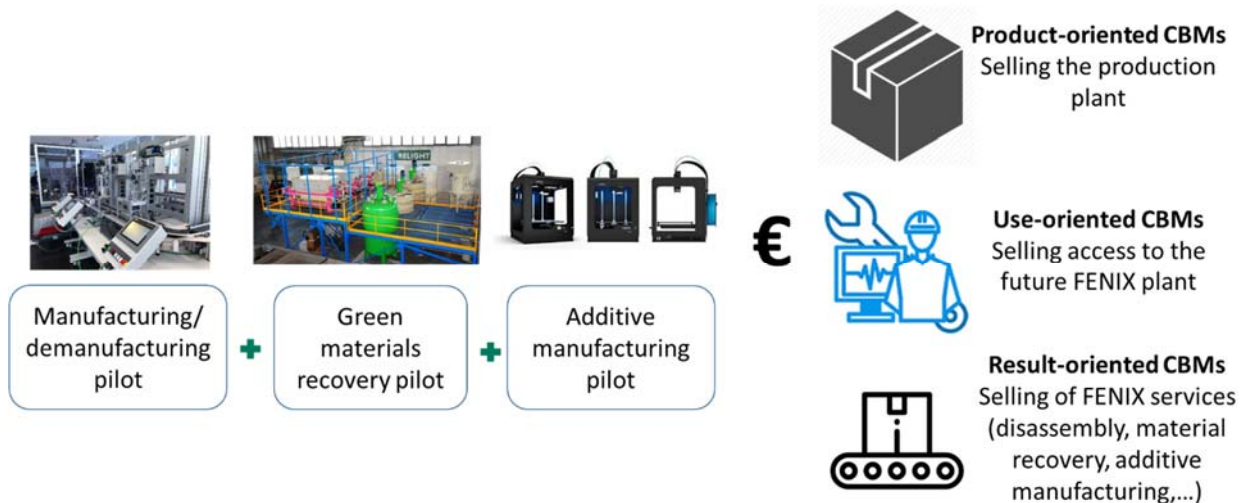 RELIGHT
Manufacturing/
demanufacturing
pilot
+
Green
materials
recovery pilot
+
Additive
manufacturing
pilot
€
Product-oriented CBMs
Selling the production
plant
Use-oriented CBMs
Selling access to the
future FENIX plant
Result-oriented CBMs
Selling of FENIX services
(disassembly, material
recovery, additive
manufacturing,...)